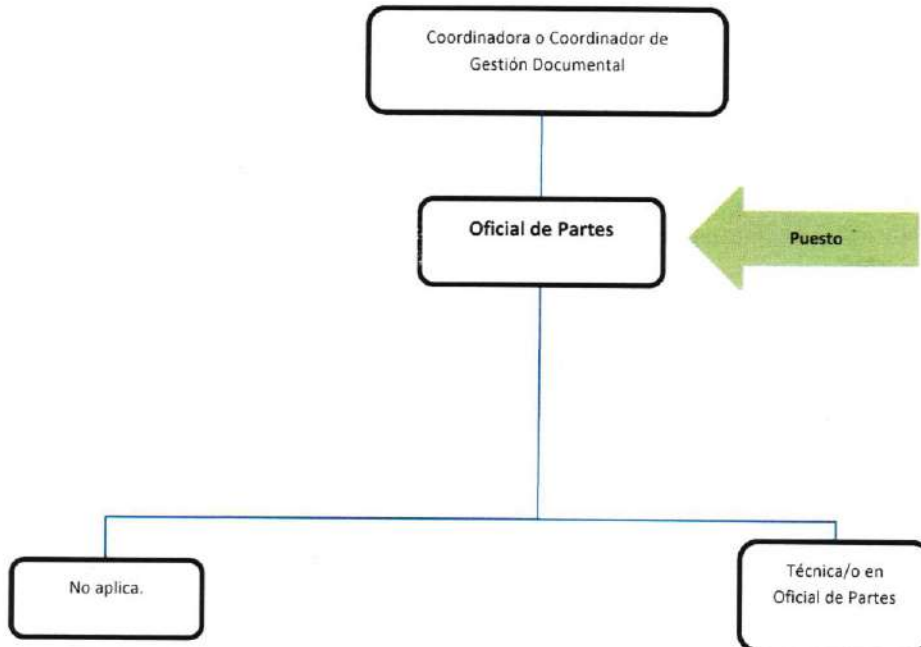 Coordinadora o Coordinador de
Gestión Documental
Oficial de Partes
Puesto
No aplica.
Técnica/o en
Oficial de Partes